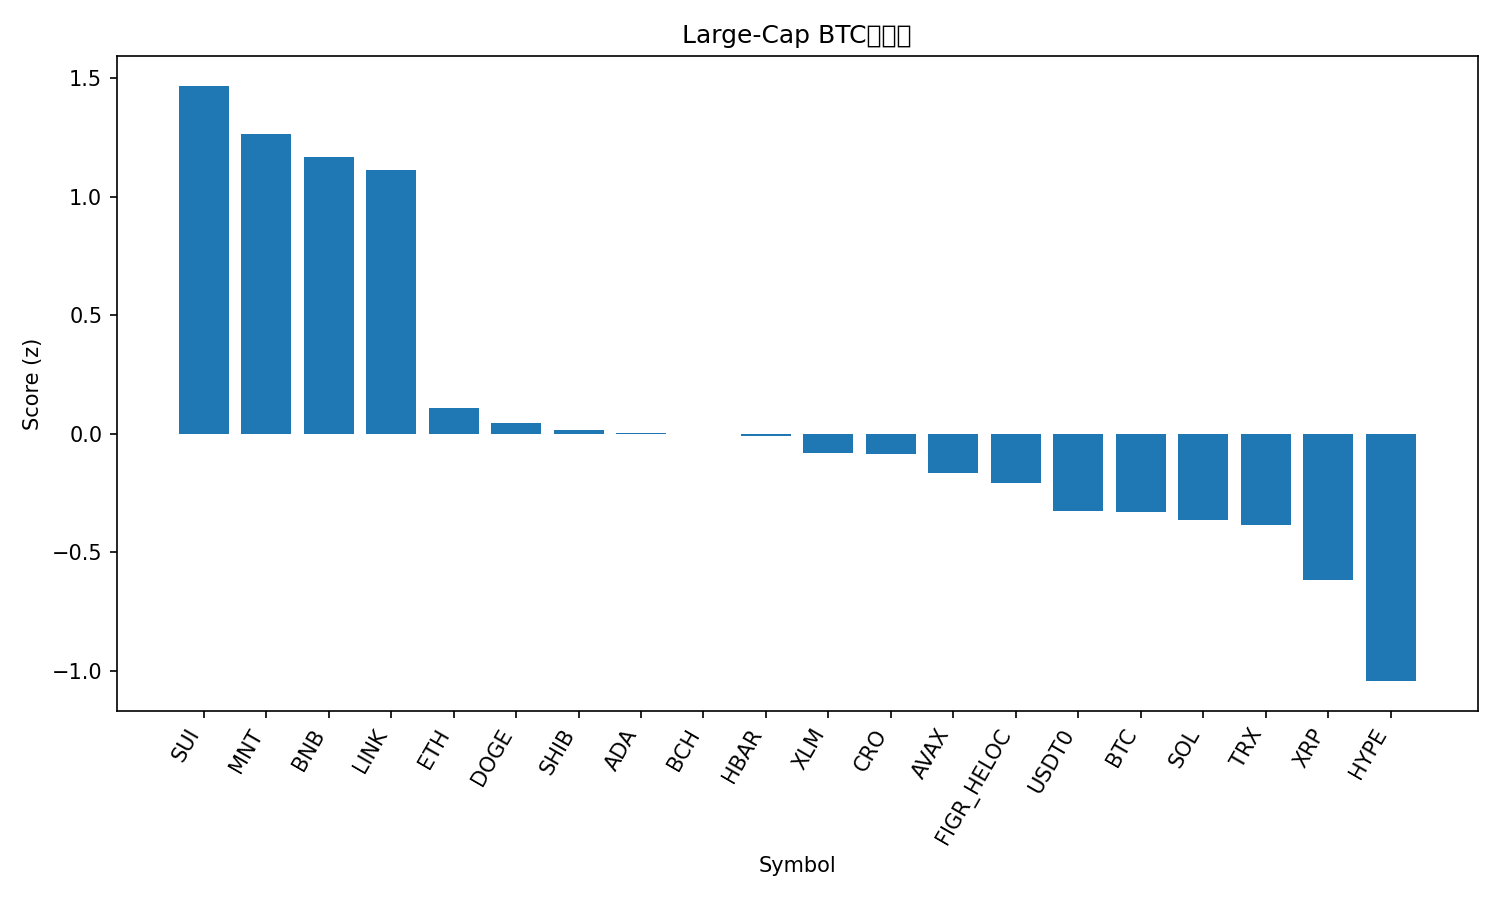 Large-Cap BTC
Score (z)
1.5
1.0
0.5
0.0
−0.5
−1.0
SUI
MNT
BNB
LINK
ETH
DOGE
SHIB
ADA
BCH
HBAR
XLM
CRO
AVAX
FIGR_HELOC
USDT0
BTC
SOL
TRX
XRP
HYPE
Symbol